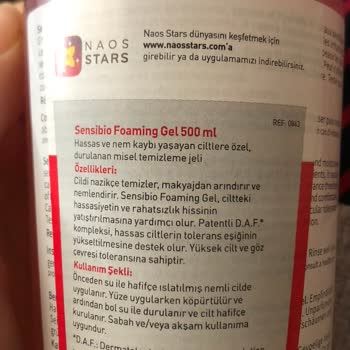 NAOS
STARS
Naos Stars dünyasını keşfetmek için
www.naosstars.com'a
girebilir ya da uygulamamızı indirebilirsiniz.
REF: 0863
Sensibio Foaming Gel 500 ml
Hassas ve nem kaybı yaşayan ciltlere özel,
durulanan misel temizleme jeli
Özellikleri:
Cildi nazikçe temizler, makyajdan arındırır ve
nemlendirir. Sensibio Foaming Gel, ciltteki
hassasiyetin ve rahatsızlık hissinin
yatıştırılmasına yardımcı olur. Patentli D.A.F.*
kompleksi, hassas ciltlerin tolerans eşiğinin
yükseltilmesine destek olur. Yüksek cilt ve göz
çevresi toleransına sahiptir.
Kullanım Şekli:
Önceden su ile hafifçe ıslatılmış nemli cilde
uygulanır. Yüze uygularken köpürtülür ve
ardından bol su ile durulanır ve cilt hafifçe
kurulanır. Sabah ve/veya akşam kullanıma
uygundur.